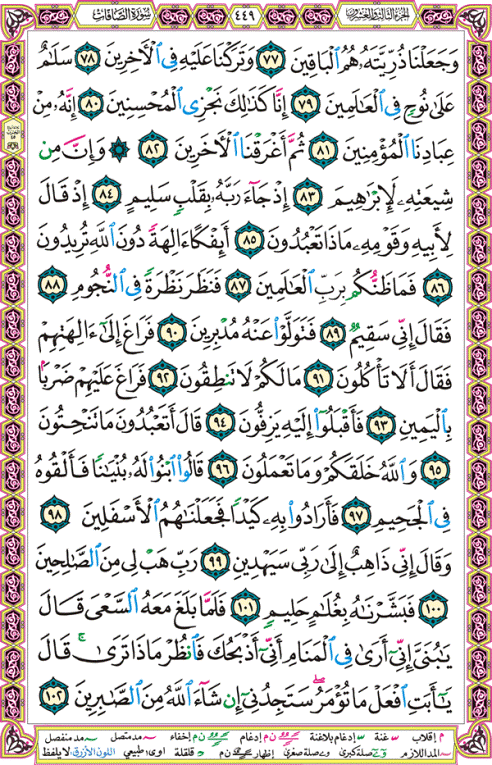 الجزء الثالث والعشرون ٤٤٩ سورة الصافات
وَجَعَلْنَا ذُرِّيَّتَهُۥ هُمُ ٱلْبَاقِينَ ٧٧ وَتَرَكْنَا عَلَيْهِ فِى ٱلْـَٔاخِرِينَ ٧٨ سَلَـٰمٌ
عَلَىٰ نُوحٍ فِى ٱلْعَـٰلَمِينَ ٧٩ إِنَّا كَذَٰلِكَ نَجْزِى ٱلْمُحْسِنِينَ ٨٠ إِنَّهُۥ مِنْ
عِبَادِنَا ٱلْمُؤْمِنِينَ ٨١ ثُمَّ أَغْرَقْنَا ٱلْـَٔاخَرِينَ ٨٢ ۞ وَإِنَّ مِن
شِيعَتِهِۦ لَإِبْرَٰهِيمَ ٨٣ إِذْ جَآءَ رَبَّهُۥ بِقَلْبٍ سَلِيمٍ ٨٤ إِذْ قَالَ
لِأَبِيهِ وَقَوْمِهِۦ مَاذَا تَعْبُدُونَ ٨٥ أَئِفْكًا ءَالِهَةً دُونَ ٱللَّهِ تُرِيدُونَ
٨٦ فَمَا ظَنُّكُم بِرَبِّ ٱلْعَـٰلَمِينَ ٨٧ فَنَظَرَ نَظْرَةً فِى ٱلنُّجُومِ ٨٨
فَقَالَ إِنِّى سَقِيمٌ ٨٩ فَتَوَلَّوْا۟ عَنْهُ مُدْبِرِينَ ٩٠ فَرَاغَ إِلَىٰٓ ءَالِهَتِهِمْ
فَقَالَ أَلَا تَأْكُلُونَ ٩١ مَا لَكُمْ لَا تَنطِقُونَ ٩٢ فَرَاغَ عَلَيْهِمْ ضَرْبًۢا
بِٱلْيَمِينِ ٩٣ فَأَقْبَلُوٓا۟ إِلَيْهِ يَزِفُّونَ ٩٤ قَالَ أَتَعْبُدُونَ مَا تَنْحِتُونَ
٩٥ وَٱللَّهُ خَلَقَكُمْ وَمَا تَعْمَلُونَ ٩٦ قَالُوا۟ ٱبْنُوا۟ لَهُۥ بُنْيَـٰنًا فَأَلْقُوهُ
فِى ٱلْجَحِيمِ ٩٧ فَأَرَادُوا۟ بِهِۦ كَيْدًا فَجَعَلْنَـٰهُمُ ٱلْأَسْفَلِينَ ٩٨
وَقَالَ إِنِّى ذَاهِبٌ إِلَىٰ رَبِّى سَيَهْدِينِ ٩٩ رَبِّ هَبْ لِى مِنَ ٱلصَّـٰلِحِينَ
١٠٠ فَبَشَّرْنَـٰهُ بِغُلَـٰمٍ حَلِيمٍ ١٠١ فَلَمَّا بَلَغَ مَعَهُ ٱلسَّعْىَ قَالَ
يَـٰبُنَىَّ إِنِّىٓ أَرَىٰ فِى ٱلْمَنَامِ أَنِّىٓ أَذْبَحُكَ فَٱنظُرْ مَاذَا تَرَىٰ ۚ قَالَ
يَـٰٓأَبَتِ ٱفْعَلْ مَا تُؤْمَرُ ۖ سَتَجِدُنِىٓ إِن شَآءَ ٱللَّهُ مِنَ ٱلصَّـٰبِرِينَ ١٠٢
م إقلاب س غنة س إدغام بلاغنة ن م إدغام ن م إخفاء مد متصل مد منفصل
المد اللازم وصلة كبرى وصلة صغرى إظهار ن م قلقلة اوى: طبيعي اللون الأزرق: لا يلفظ